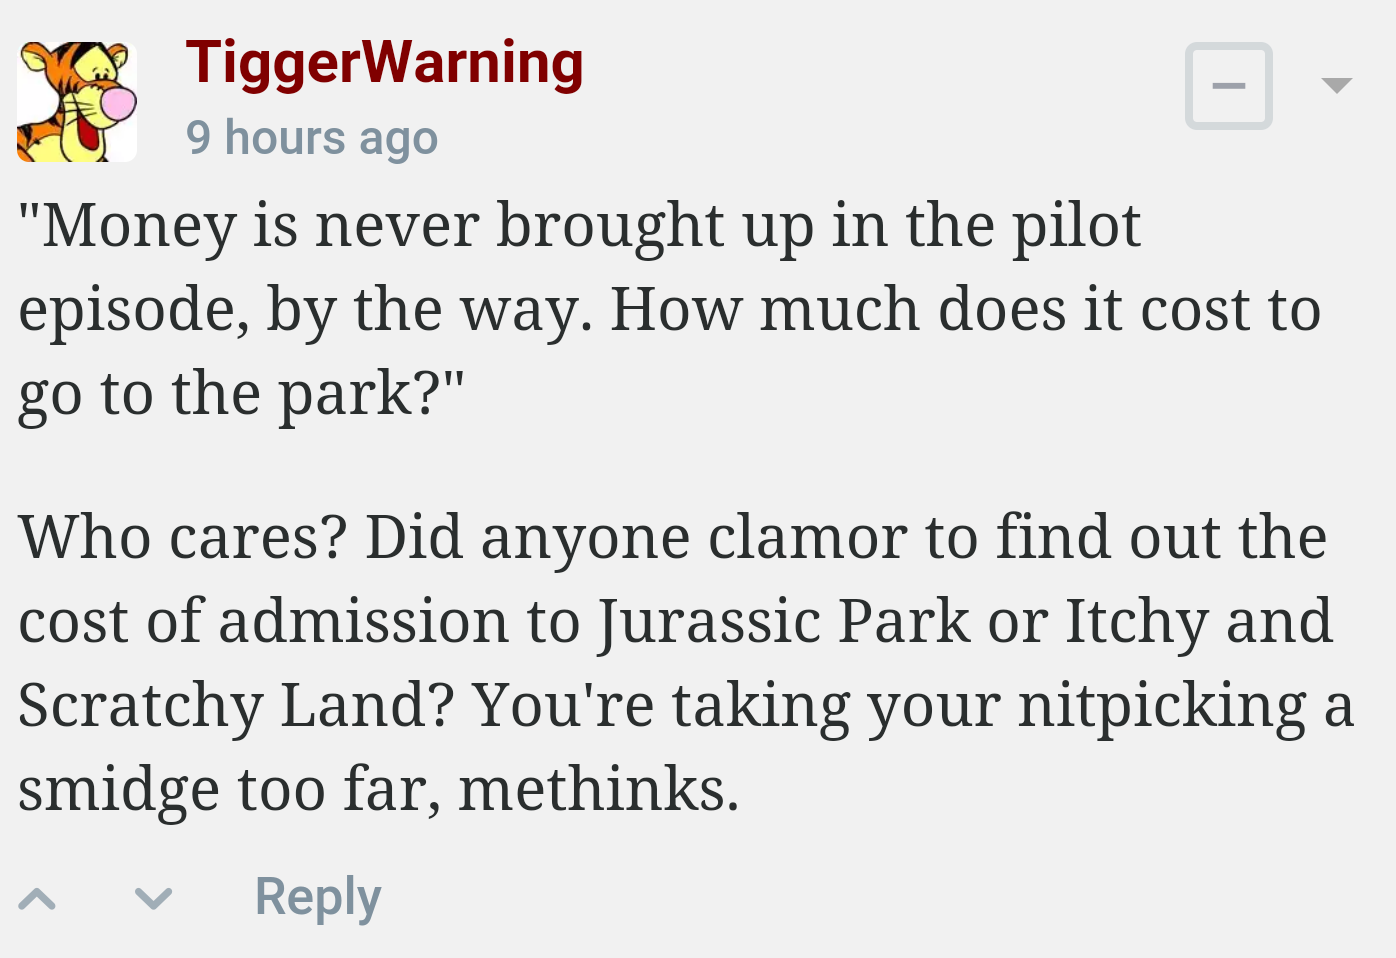 TiggerWarning
9 hours ago
"Money is never brought up in the pilot
episode, by the way. How much does it cost to
go to the park?"
Who cares? Did anyone clamor to find out the
cost of admission to Jurassic Park or Itchy and
Scratchy Land? You're taking your nitpicking a
smidge too far, methinks.
Reply